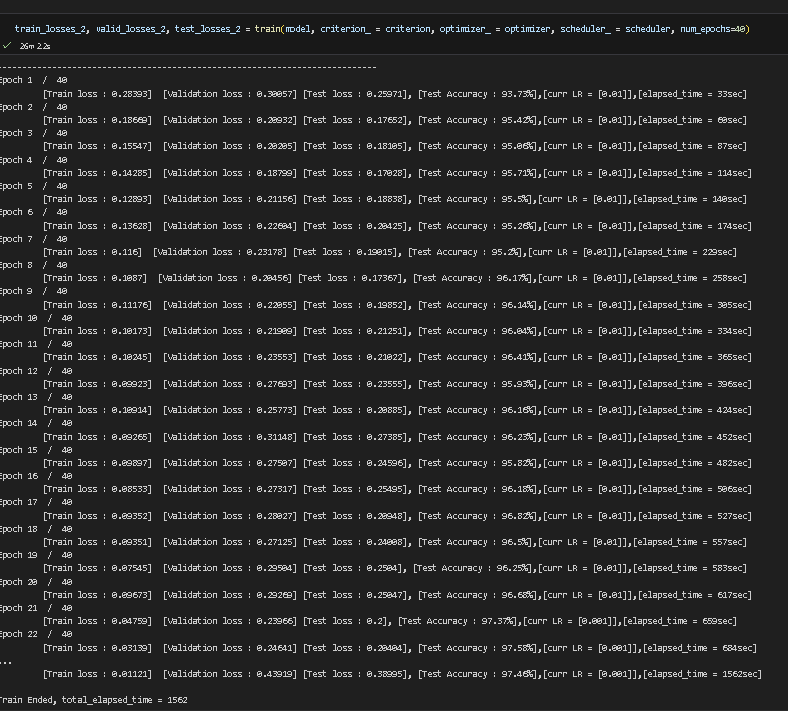 train_losses_2, valid_losses_2, test_losses_2 = train(model, criterion_ = criterion, optimizer_ = optimizer, scheduler_ = scheduler, num_epochs=40)
26m 2.2s
--------------------------------------------------------------------------
Epoch 1 / 40
[Train loss : 0.28393] [Validation loss : 0.30057] [Test loss : 0.25971], [Test Accuracy : 93.73%],[curr LR = [0.01]],[elapsed_time = 33sec]
Epoch 2 / 40
[Train loss : 0.18669] [Validation loss : 0.20932] [Test loss : 0.17652], [Test Accuracy : 95.42%],[curr LR = [0.01]],[elapsed_time = 60sec]
Epoch 3 / 40
[Train loss : 0.15547] [Validation loss : 0.20205] [Test loss : 0.18105], [Test Accuracy : 95.06%],[curr LR = [0.01]],[elapsed_time = 87sec]
Epoch 4 / 40
[Train loss : 0.14285] [Validation loss : 0.18799] [Test loss : 0.17028], [Test Accuracy : 95.71%],[curr LR = [0.01]],[elapsed_time = 114sec]
Epoch 5 / 40
[Train loss : 0.12893] [Validation loss : 0.21156] [Test loss : 0.18838], [Test Accuracy : 95.5%],[curr LR = [0.01]],[elapsed_time = 140sec]
Epoch 6 / 40
[Train loss : 0.13628] [Validation loss : 0.22604] [Test loss : 0.20425], [Test Accuracy : 95.26%],[curr LR = [0.01]],[elapsed_time = 174sec]
Epoch 7 / 40
[Train loss : 0.116] [Validation loss : 0.23178] [Test loss : 0.19015], [Test Accuracy : 95.2%],[curr LR = [0.01]],[elapsed_time = 229sec]
Epoch 8 / 40
[Train loss : 0.1087] [Validation loss : 0.20456] [Test loss : 0.17367], [Test Accuracy : 96.17%],[curr LR = [0.01]],[elapsed_time = 258sec]
Epoch 9 / 40
[Train loss : 0.11176] [Validation loss : 0.22055] [Test loss : 0.19852], [Test Accuracy : 96.14%],[curr LR = [0.01]],[elapsed_time = 305sec]
Epoch 10 / 40
[Train loss : 0.10173] [Validation loss : 0.21909] [Test loss : 0.21251], [Test Accuracy : 96.04%],[curr LR = [0.01]],[elapsed_time = 334sec]
Epoch 11 / 40
[Train loss : 0.10245] [Validation loss : 0.23553] [Test loss : 0.21022], [Test Accuracy : 96.41%],[curr LR = [0.01]],[elapsed_time = 365sec]
Epoch 12 / 40
[Train loss : 0.09923] [Validation loss : 0.27693] [Test loss : 0.23555], [Test Accuracy : 95.93%],[curr LR = [0.01]],[elapsed_time = 396sec]
Epoch 13 / 40
[Train loss : 0.10914] [Validation loss : 0.25773] [Test loss : 0.20885], [Test Accuracy : 96.16%],[curr LR = [0.01]],[elapsed_time = 424sec]
Epoch 14 / 40
[Train loss : 0.09265] [Validation loss : 0.31148] [Test loss : 0.27385], [Test Accuracy : 96.23%],[curr LR = [0.01]],[elapsed_time = 452sec]
Epoch 15 / 40
[Train loss : 0.09897] [Validation loss : 0.27507] [Test loss : 0.24596], [Test Accuracy : 95.82%],[curr LR = [0.01]],[elapsed_time = 482sec]
Epoch 16 / 40
[Train loss : 0.08533] [Validation loss : 0.27317] [Test loss : 0.25495], [Test Accuracy : 96.18%],[curr LR = [0.01]],[elapsed_time = 506sec]
Epoch 17 / 40
[Train loss : 0.09352] [Validation loss : 0.28027] [Test loss : 0.20948], [Test Accuracy : 96.82%],[curr LR = [0.01]],[elapsed_time = 527sec]
Epoch 18 / 40
[Train loss : 0.09351] [Validation loss : 0.27125] [Test loss : 0.24008], [Test Accuracy : 96.5%],[curr LR = [0.01]],[elapsed_time = 557sec]
Epoch 19 / 40
[Train loss : 0.07545] [Validation loss : 0.29504] [Test loss : 0.2504], [Test Accuracy : 96.25%],[curr LR = [0.01]],[elapsed_time = 583sec]
Epoch 20 / 40
[Train loss : 0.09673] [Validation loss : 0.29269] [Test loss : 0.25047], [Test Accuracy : 96.68%],[curr LR = [0.01]],[elapsed_time = 617sec]
Epoch 21 / 40
[Train loss : 0.04759] [Validation loss : 0.23966] [Test loss : 0.2], [Test Accuracy : 97.37%],[curr LR = [0.001]],[elapsed_time = 659sec]
Epoch 22 / 40
[Train loss : 0.03139] [Validation loss : 0.24641] [Test loss : 0.20404], [Test Accuracy : 97.58%],[curr LR = [0.001]],[elapsed_time = 684sec]
...
[Train loss : 0.01121] [Validation loss : 0.43919] [Test loss : 0.38995], [Test Accuracy : 97.46%],[curr LR = [0.001]],[elapsed_time = 1562sec]
Train Ended, total_elapsed_time = 1562